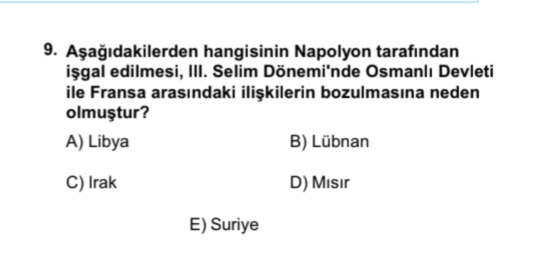 9. Aşağıdakilerden hangisinin Napolyon tarafından
işgal edilmesi, III. Selim Dönemi'nde Osmanlı Devleti
ile Fransa arasındaki ilişkilerin bozulmasına neden
olmuştur?
A) Libya B) Lübnan
C) Irak D) Mısır
E) Suriye